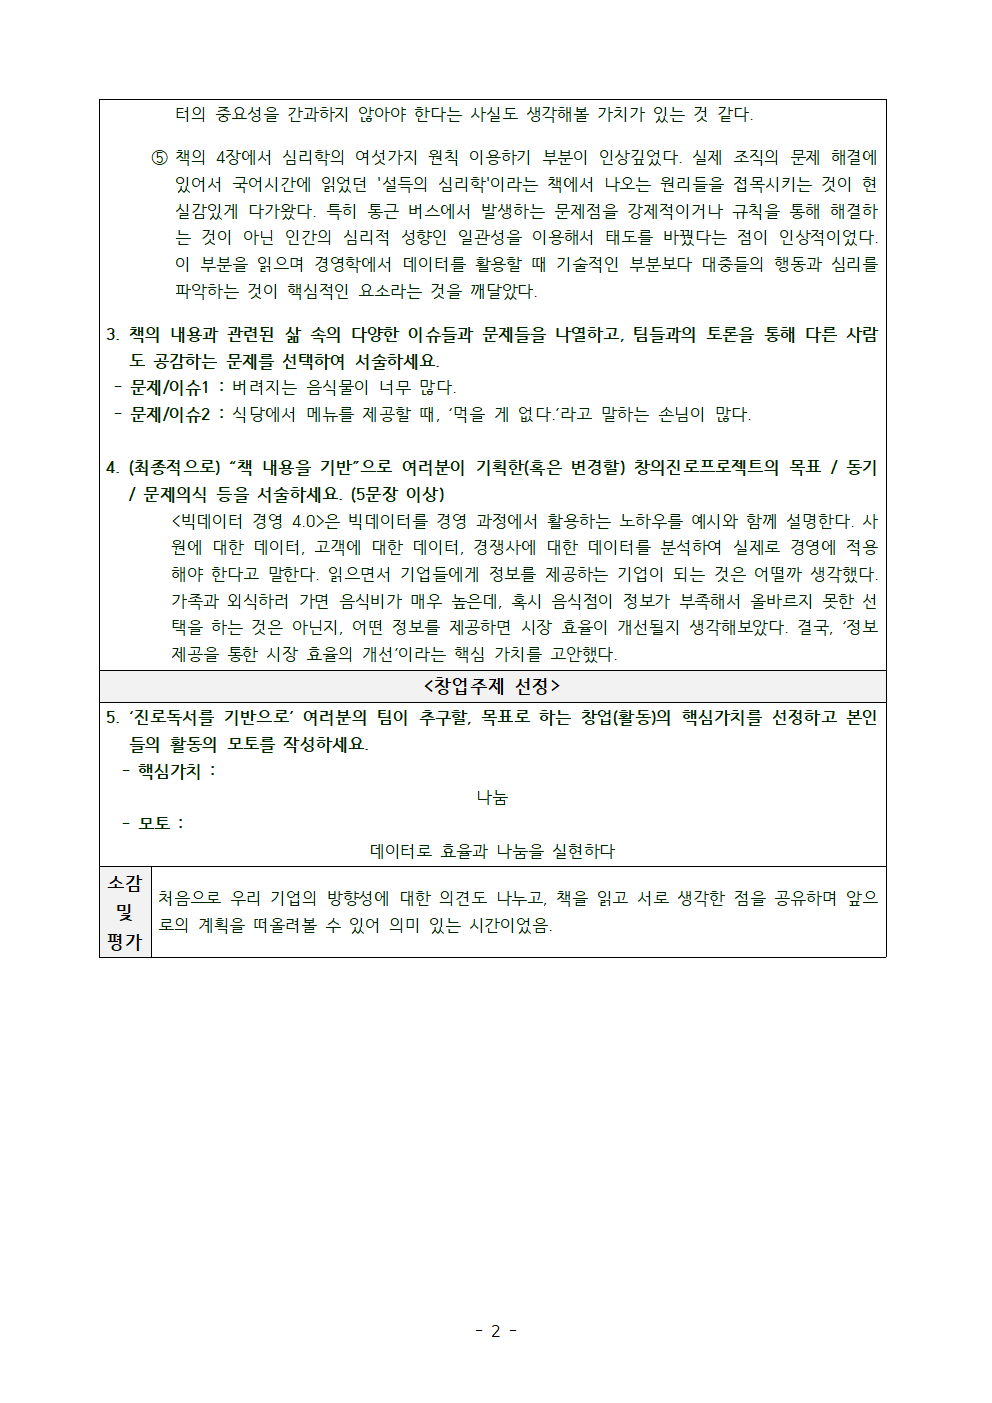 터의 중요성을 간과하지 않아야 한다는 사실도 생각해볼 가치가 있는 것 같다.
⑤ 책의 4장에서 심리학의 여섯가지 원칙 이용하기 부분이 인상깊었다. 실제 조직의 문제 해결에
있어서 국어시간에 읽었던 '설득의 심리학'이라는 책에서 나오는 원리들을 접목시키는 것이 현
실감있게 다가왔다. 특히 통근 버스에서 발생하는 문제점을 강제적이거나 규칙을 통해 해결하
는 것이 아닌 인간의 심리적 성향인 일관성을 이용해서 태도를 바꿨다는 점이 인상적이었다.
이 부분을 읽으며 경영학에서 데이터를 활용할 때 기술적인 부분보다 대중들의 행동과 심리를
파악하는 것이 핵심적인 요소라는 것을 깨달았다.
3. 책의 내용과 관련된 삶 속의 다양한 이슈들과 문제들을 나열하고, 팀들과의 토론을 통해 다른 사람
도 공감하는 문제를 선택하여 서술하세요.
- 문제/이슈1 : 버려지는 음식물이 너무 많다.
- 문제/이슈2 : 식당에서 메뉴를 제공할 때, ‘먹을 게 없다.’라고 말하는 손님이 많다.
4. (최종적으로) “책 내용을 기반”으로 여러분이 기획한(혹은 변경할) 창의진로프로젝트의 목표 / 동기
/ 문제의식 등을 서술하세요. (5문장 이상)
<빅데이터 경영 4.0>은 빅데이터를 경영 과정에서 활용하는 노하우를 예시와 함께 설명한다. 사
원에 대한 데이터, 고객에 대한 데이터, 경쟁사에 대한 데이터를 분석하여 실제로 경영에 적용
해야 한다고 말한다. 읽으면서 기업들에게 정보를 제공하는 기업이 되는 것은 어떨까 생각했다.
가족과 외식하러 가면 음식비가 매우 높은데, 혹시 음식점이 정보가 부족해서 올바르지 못한 선
택을 하는 것은 아닌지, 어떤 정보를 제공하면 시장 효율이 개선될지 생각해보았다. 결국, ‘정보
제공을 통한 시장 효율의 개선’이라는 핵심 가치를 고안했다.
<창업주제 선정>
5. ‘진로독서를 기반으로’ 여러분의 팀이 추구할, 목표로 하는 창업(활동)의 핵심가치를 선정하고 본인
들의 활동의 모토를 작성하세요.
- 핵심가치 :
나눔
- 모토 :
데이터로 효율과 나눔을 실현하다
소감
및
평가
처음으로 우리 기업의 방향성에 대한 의견도 나누고, 책을 읽고 서로 생각한 점을 공유하며 앞으
로의 계획을 떠올려볼 수 있어 의미 있는 시간이었음.
- 2 -